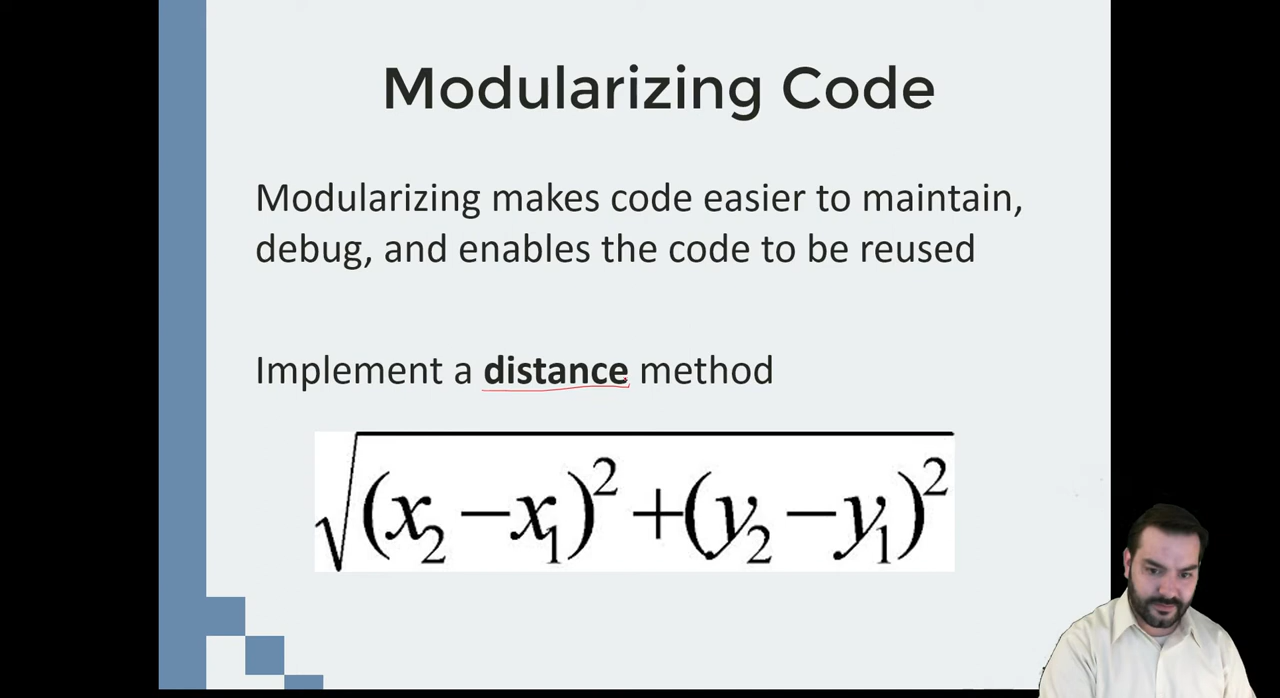 Modularizing Code
Modularizing makes code easier to maintain,
debug, and enables the code to be reused
Implement a distance method
√(x₂ − x₁)² + (y₂ − y₁)²